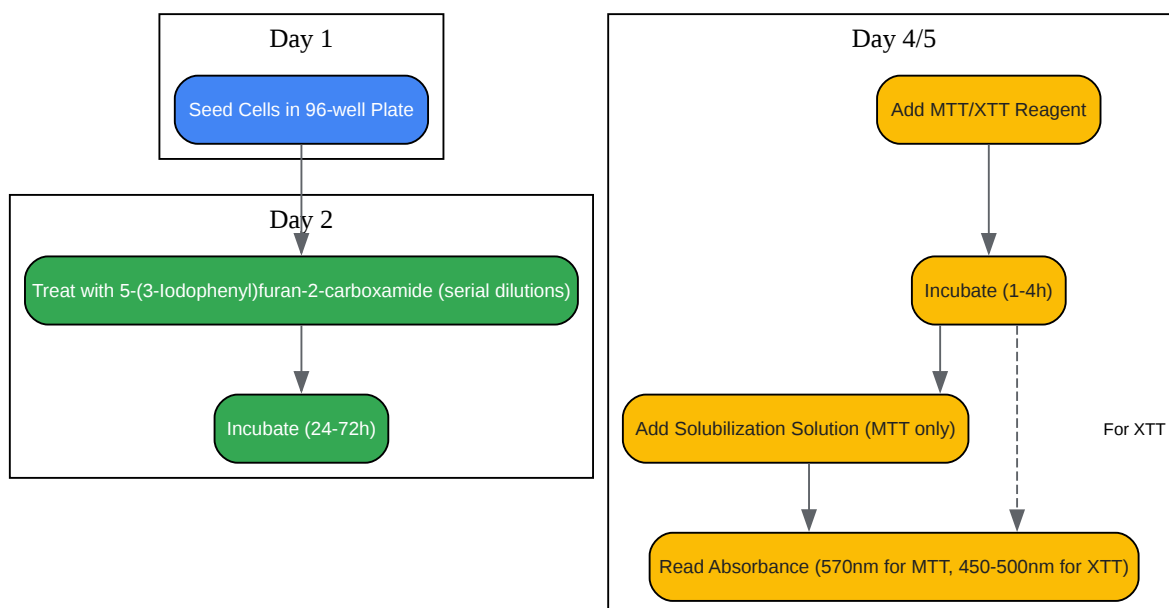 Day 1
Seed Cells in 96-well Plate
Day 2
Treat with 5-(3-Iodophenyl)furan-2-carboxamide (serial dilutions)
Incubate (24-72h)
Day 4/5
Add MTT/XTT Reagent
Incubate (1-4h)
Add Solubilization Solution (MTT only)
For XTT
Read Absorbance (570nm for MTT, 450-500nm for XTT)